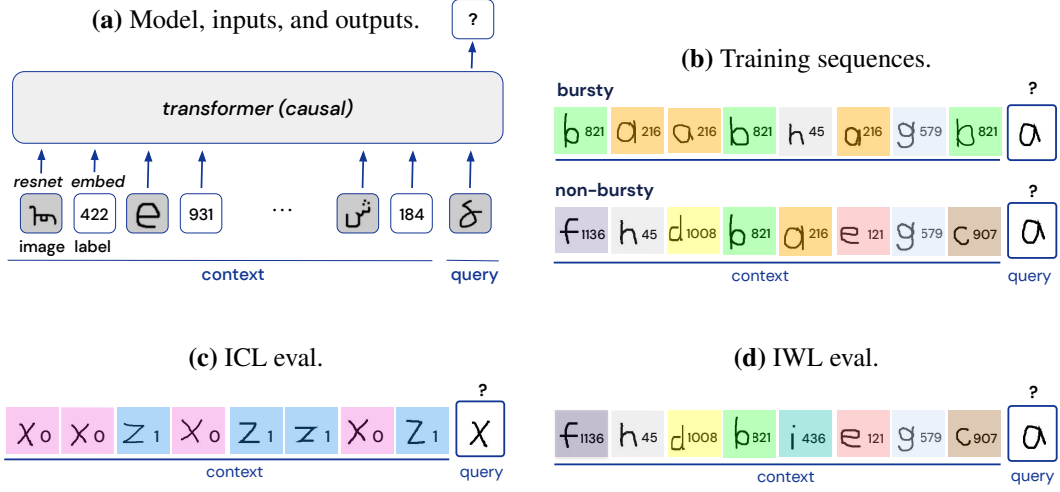 (a) Model, inputs, and outputs.
?
transformer (causal)
resnet embed
422 e 931 ... ش 184 δ
image label
context query
(b) Training sequences.
bursty ?
b 821 a 216 a 216 b 821 h 45 a 216 g 579 b 821 a
non-bursty ?
f 1136 h 45 d 1008 b 821 a 216 e 121 g 579 c 907 a
context query
(c) ICL eval.
?
x 0 x 0 z 1 x 0 z 1 z 1 x 0 z 1 x
context query
(d) IWL eval.
?
f 1136 h 45 d 1008 b 821 i 436 e 121 g 579 c 907 a
context query